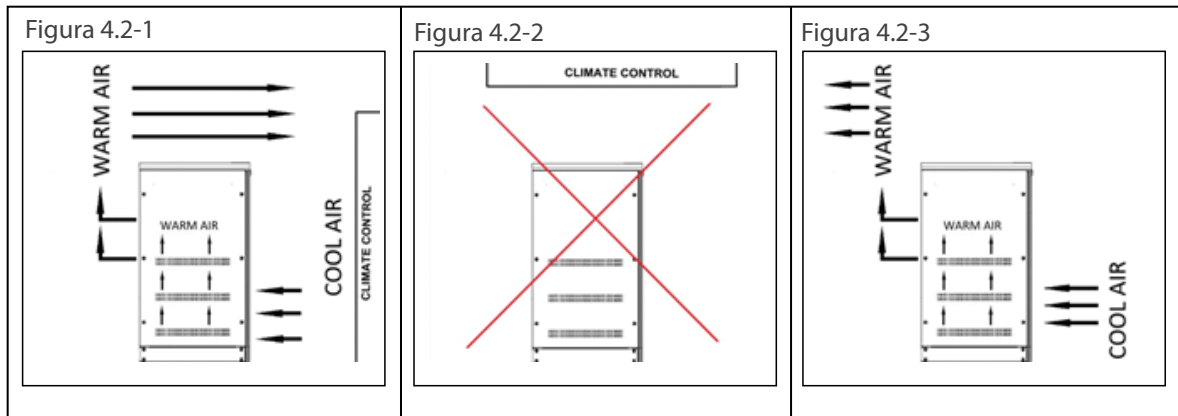 Figura 4.2-1
WARM AIR
WARM AIR
COOL AIR
CLIMATE CONTROL
Figura 4.2-2
CLIMATE CONTROL
Figura 4.2-3
WARM AIR
WARM AIR
COOL AIR